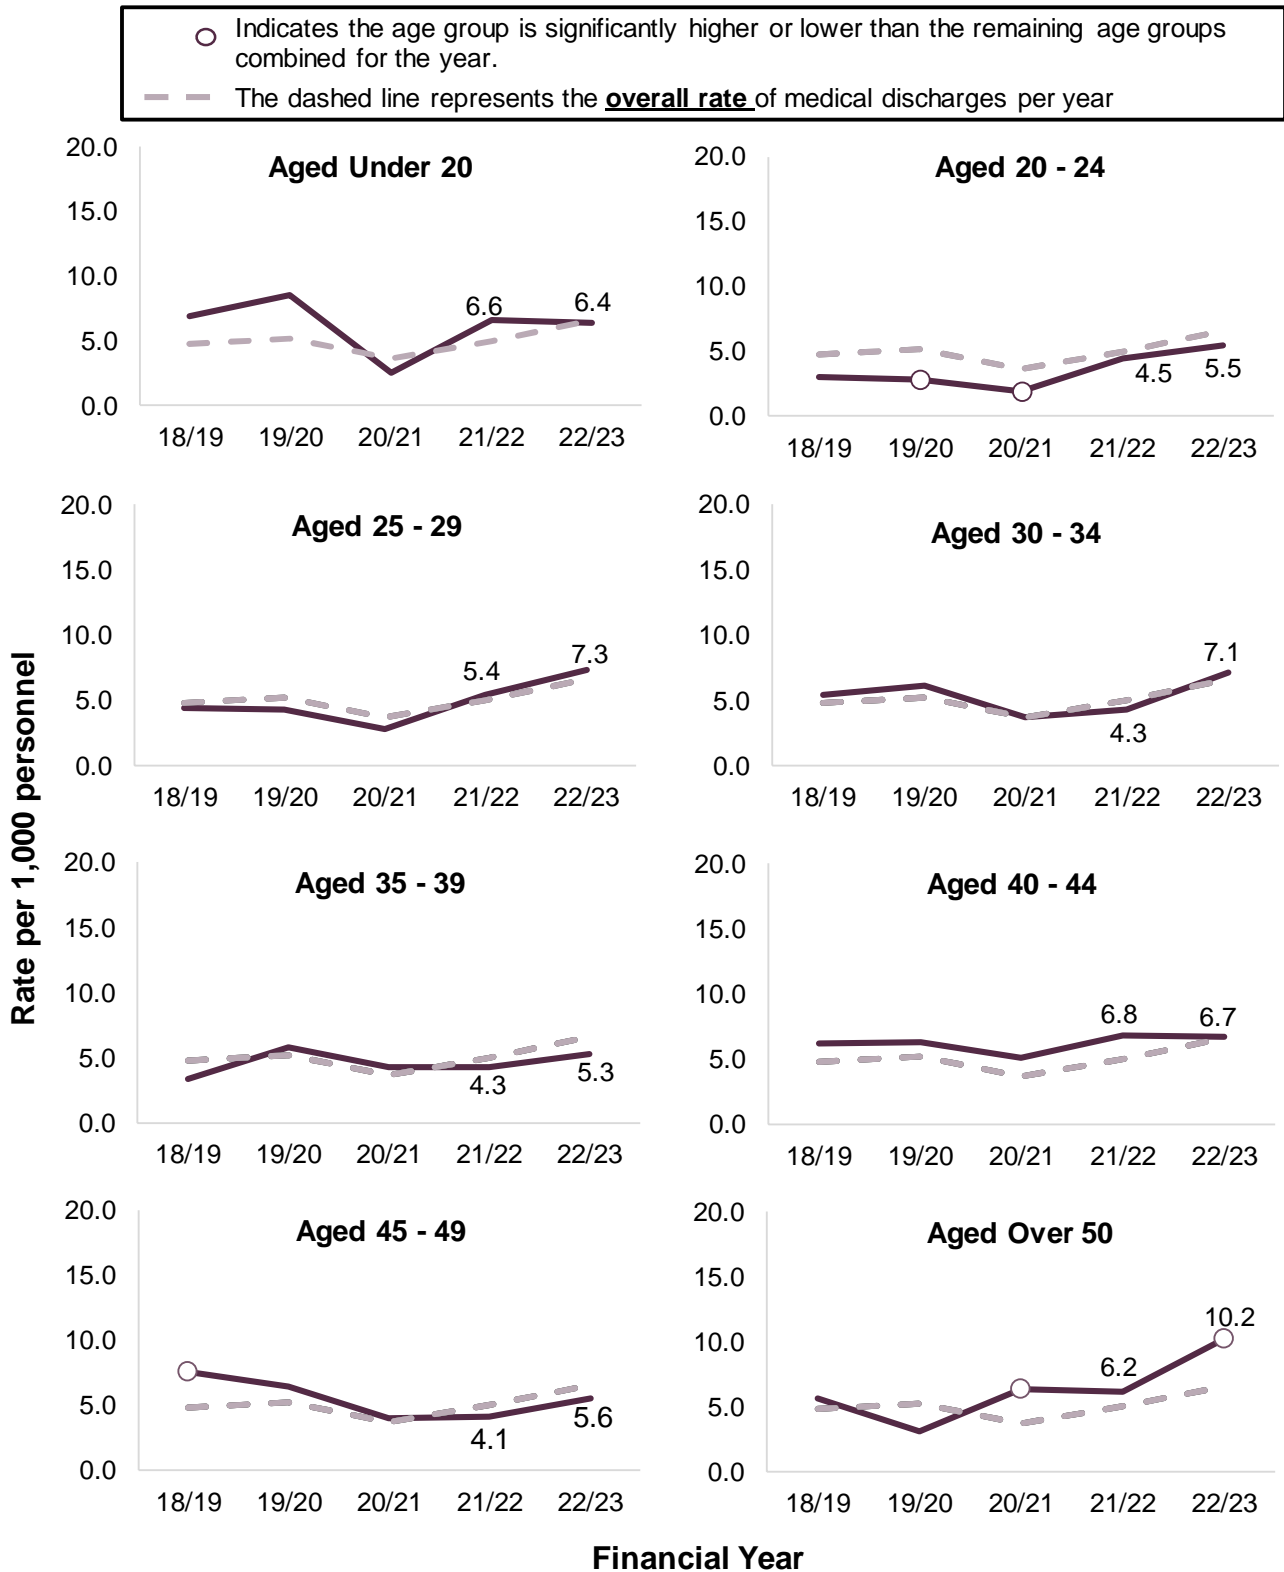 Indicates the age group is significantly higher or lower than the remaining age groups
combined for the year.
The dashed line represents the overall rate of medical discharges per year
Rate per 1,000 personnel
Aged Under 20
20.0
15.0
10.0
5.0
0.0
6.6
6.4
18/19 19/20 20/21 21/22 22/23
Aged 20 - 24
20.0
15.0
10.0
5.0
0.0
4.5
5.5
18/19 19/20 20/21 21/22 22/23
Aged 25 - 29
20.0
15.0
10.0
5.0
0.0
5.4
7.3
18/19 19/20 20/21 21/22 22/23
Aged 30 - 34
20.0
15.0
10.0
5.0
0.0
4.3
7.1
18/19 19/20 20/21 21/22 22/23
Aged 35 - 39
20.0
15.0
10.0
5.0
0.0
4.3
5.3
18/19 19/20 20/21 21/22 22/23
Aged 40 - 44
20.0
15.0
10.0
5.0
0.0
6.8
6.7
18/19 19/20 20/21 21/22 22/23
Aged 45 - 49
20.0
15.0
10.0
5.0
0.0
4.1
5.6
18/19 19/20 20/21 21/22 22/23
Aged Over 50
20.0
15.0
10.0
5.0
0.0
6.2
10.2
18/19 19/20 20/21 21/22 22/23
Financial Year